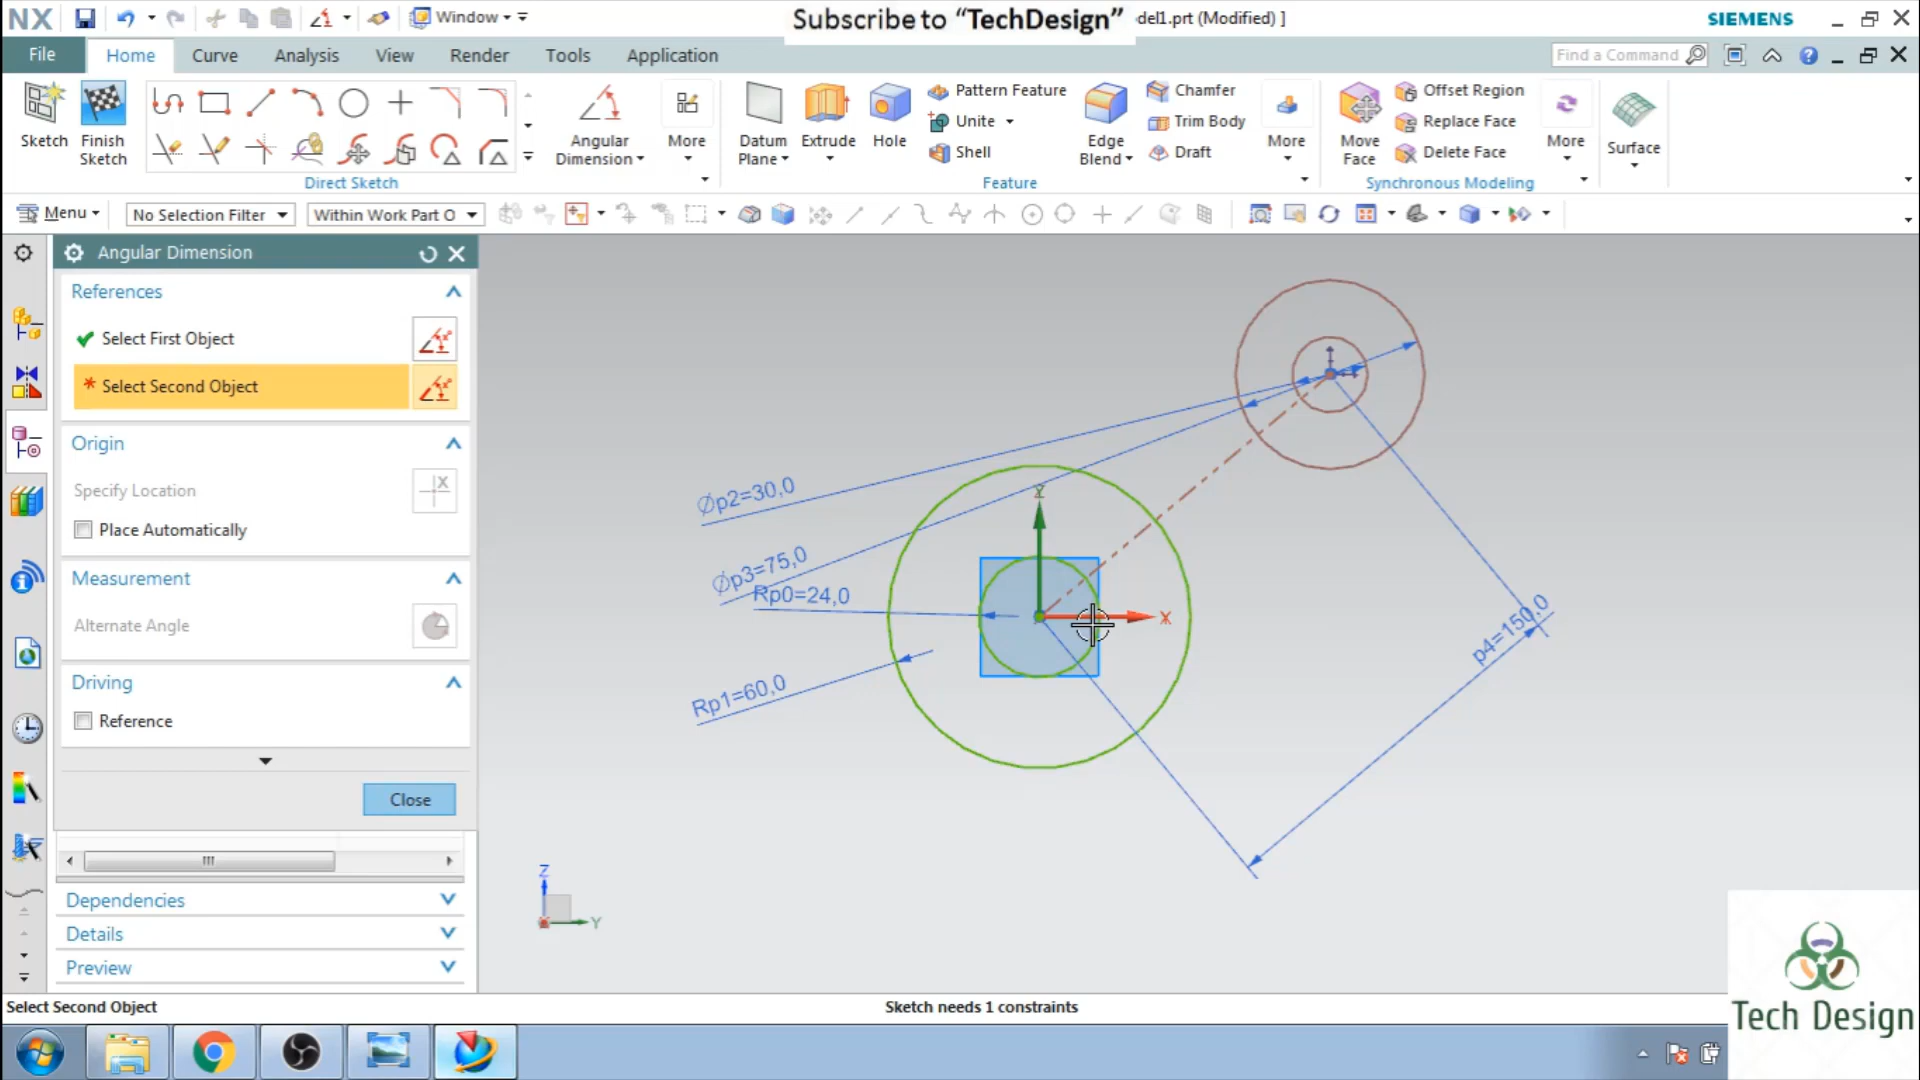 NX
Window
Subscribe to “TechDesign”
del1.prt (Modified) ]
SIEMENS
File
Home
Curve
Analysis
View
Render
Tools
Application
Find a Command
Sketch
Finish
Sketch
Direct Sketch
Angular
Dimension
More
Datum
Plane
Extrude
Hole
Pattern Feature
Unite
Shell
Edge
Blend
Chamfer
Trim Body
Draft
More
Feature
Move
Face
Offset Region
Replace Face
Delete Face
More
Synchronous Modeling
Surface
Menu
No Selection Filter
Within Work Part O
Angular Dimension
References
Select First Object
* Select Second Object
Origin
Specify Location
Place Automatically
Measurement
Alternate Angle
Driving
Reference
Close
Dependencies
Details
Preview
Øp2=30,0
Øp3=75,0
Rp0=24,0
Rp1=60,0
p4=150,0
Y
X
Z
Y
Select Second Object
Sketch needs 1 constraints
Tech Design